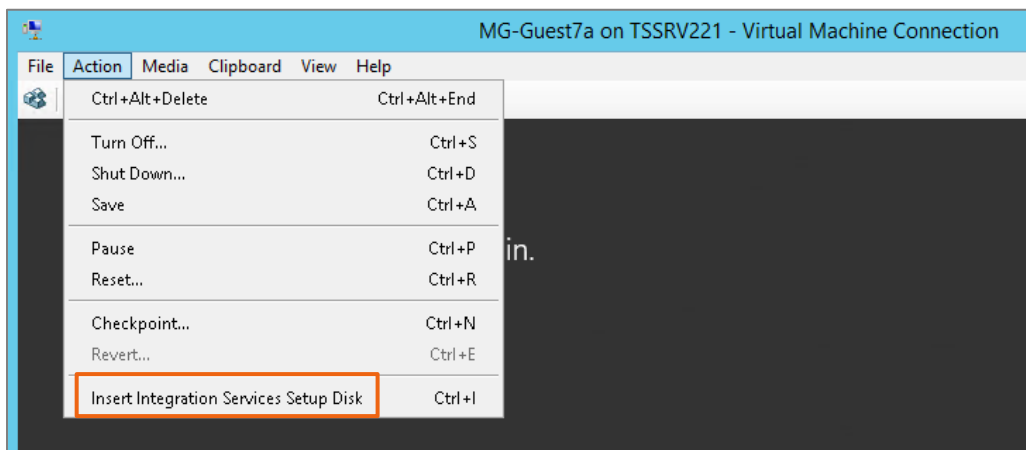 MG-Guest7a on TSSRV221 - Virtual Machine Connection
File Action Media Clipboard View Help
Ctrl+Alt+Delete Ctrl+Alt+End
Turn Off... Ctrl+S
Shut Down... Ctrl+D
Save Ctrl+A
Pause Ctrl+P
in.
Reset... Ctrl+R
Checkpoint... Ctrl+N
Revert... Ctrl+E
Insert Integration Services Setup Disk Ctrl+I